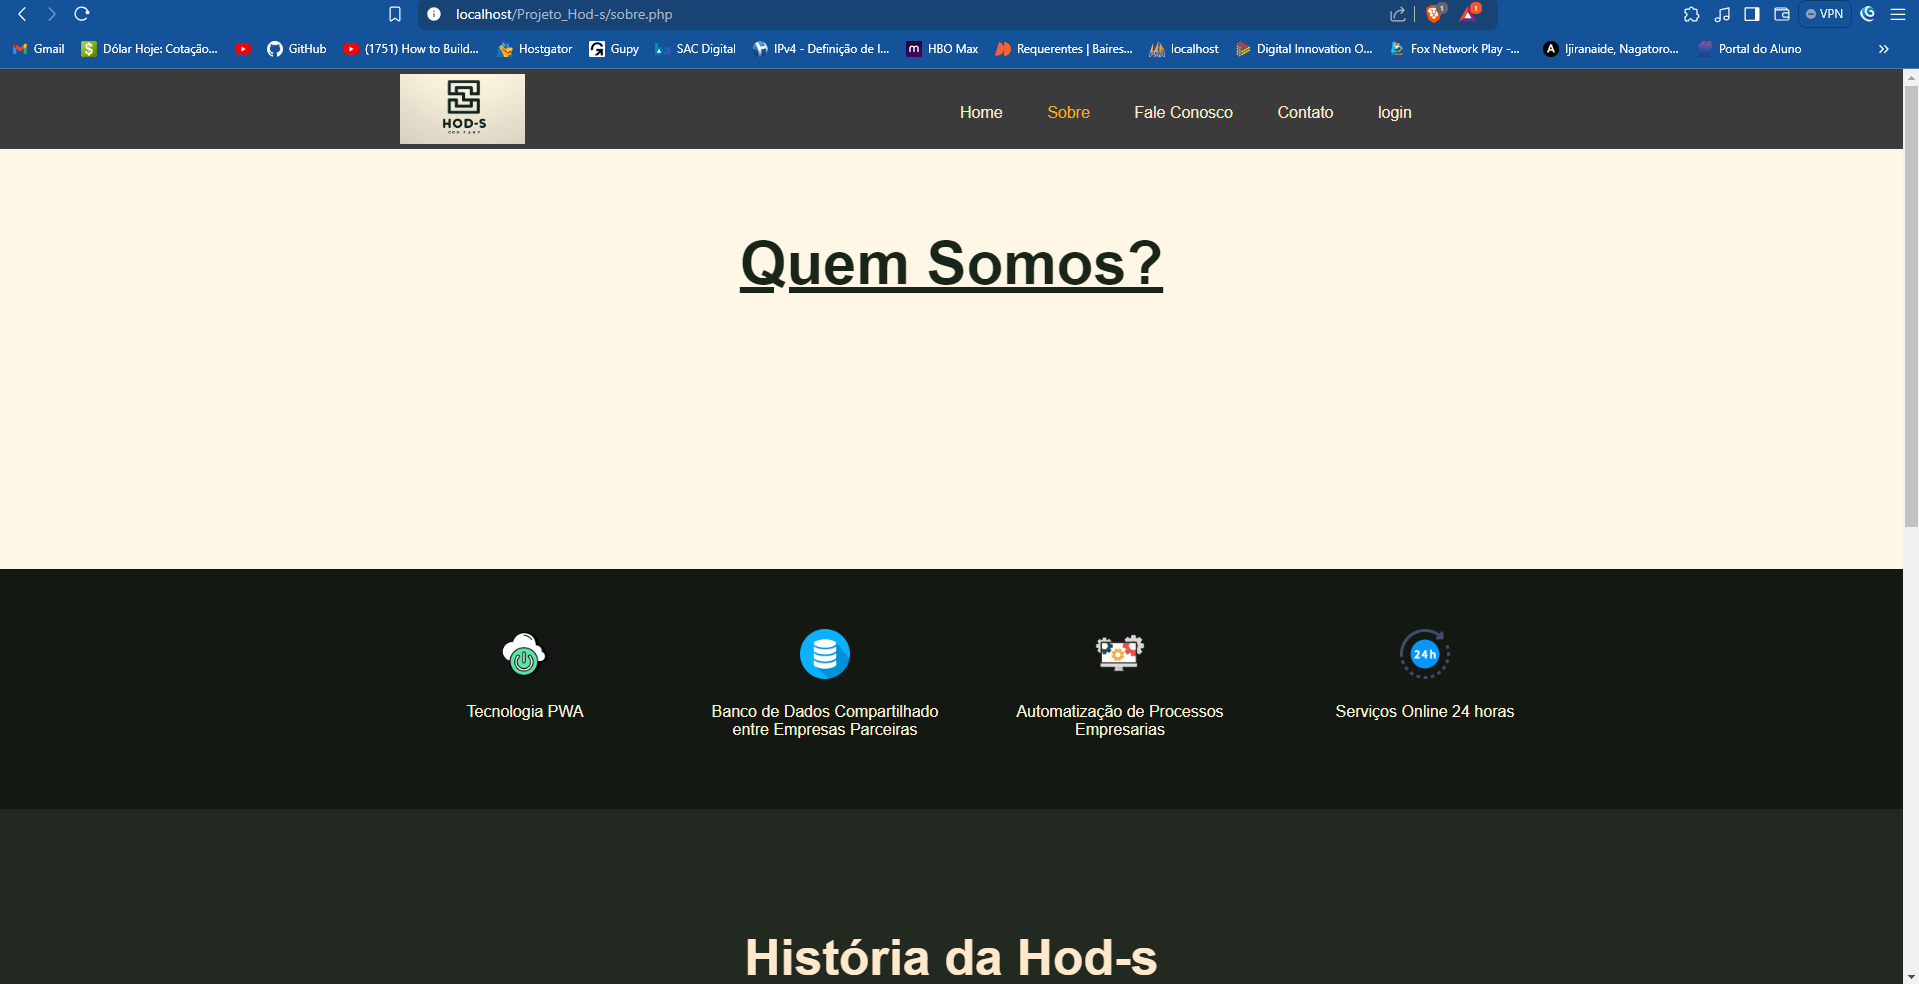 localhost/Projeto_Hod-s/sobre.php
1
1
VPN
Gmail
Dólar Hoje: Cotação...
GitHub
(1751) How to Build...
Hostgator
Gupy
SAC Digital
IPv4 - Definição de l...
HBO Max
Requerentes | Baires...
localhost
Digital Innovation O...
Fox Network Play -...
Ijiranaide, Nagatoro...
Portal do Aluno
HOD-S
Home
Sobre
Fale Conosco
Contato
login
Quem Somos?
Tecnologia PWA
Banco de Dados Compartilhado
entre Empresas Parceiras
Automatização de Processos
Empresarias
24h
Serviços Online 24 horas
História da Hod-s